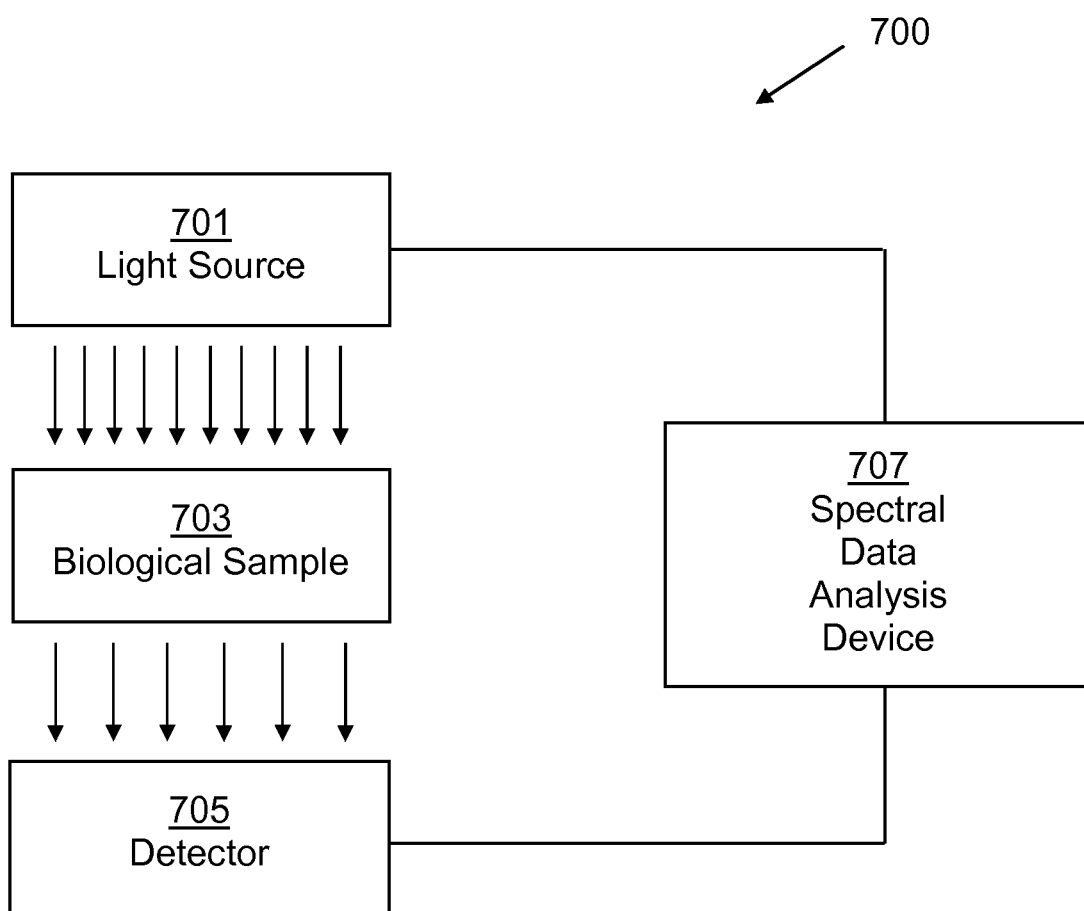 700
701
Light Source
703
Biological Sample
707
Spectral
Data
Analysis
Device
705
Detector